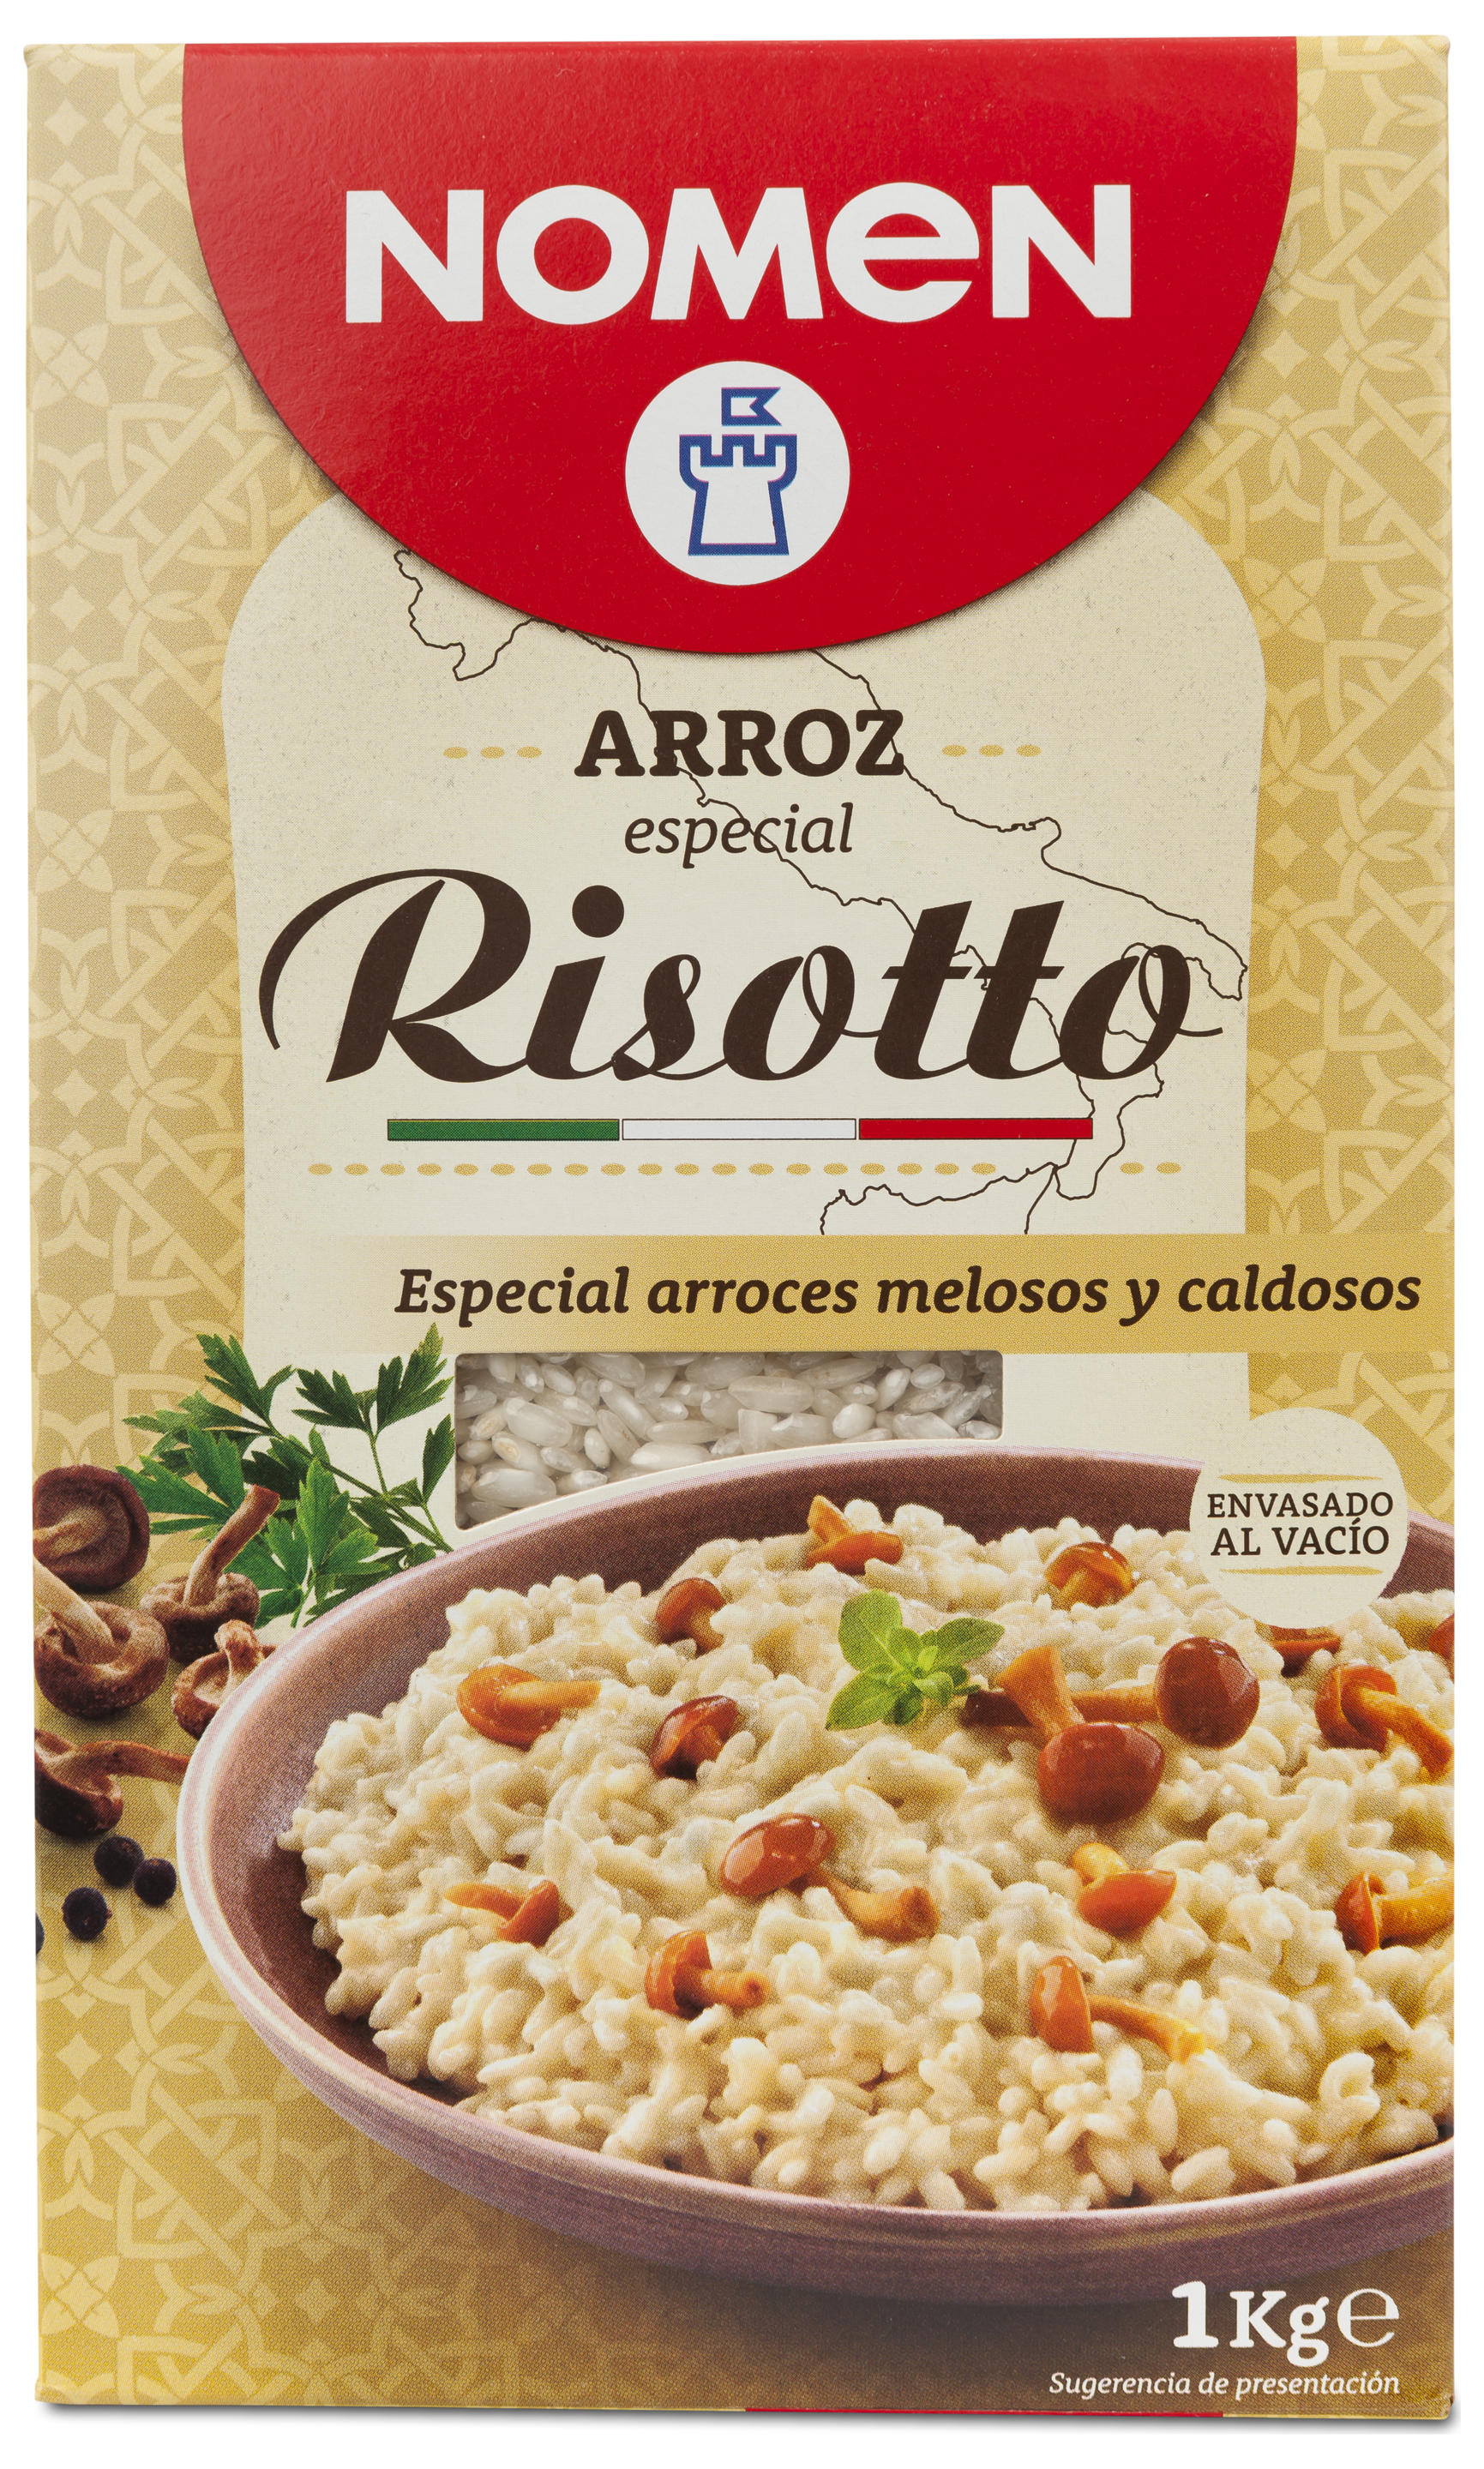 NOMEN
ARROZ
especial
Risotto
Especial arroces melosos y caldosos
ENVASADO
AL VACÍO
1Kg℮
Sugerencia de presentación